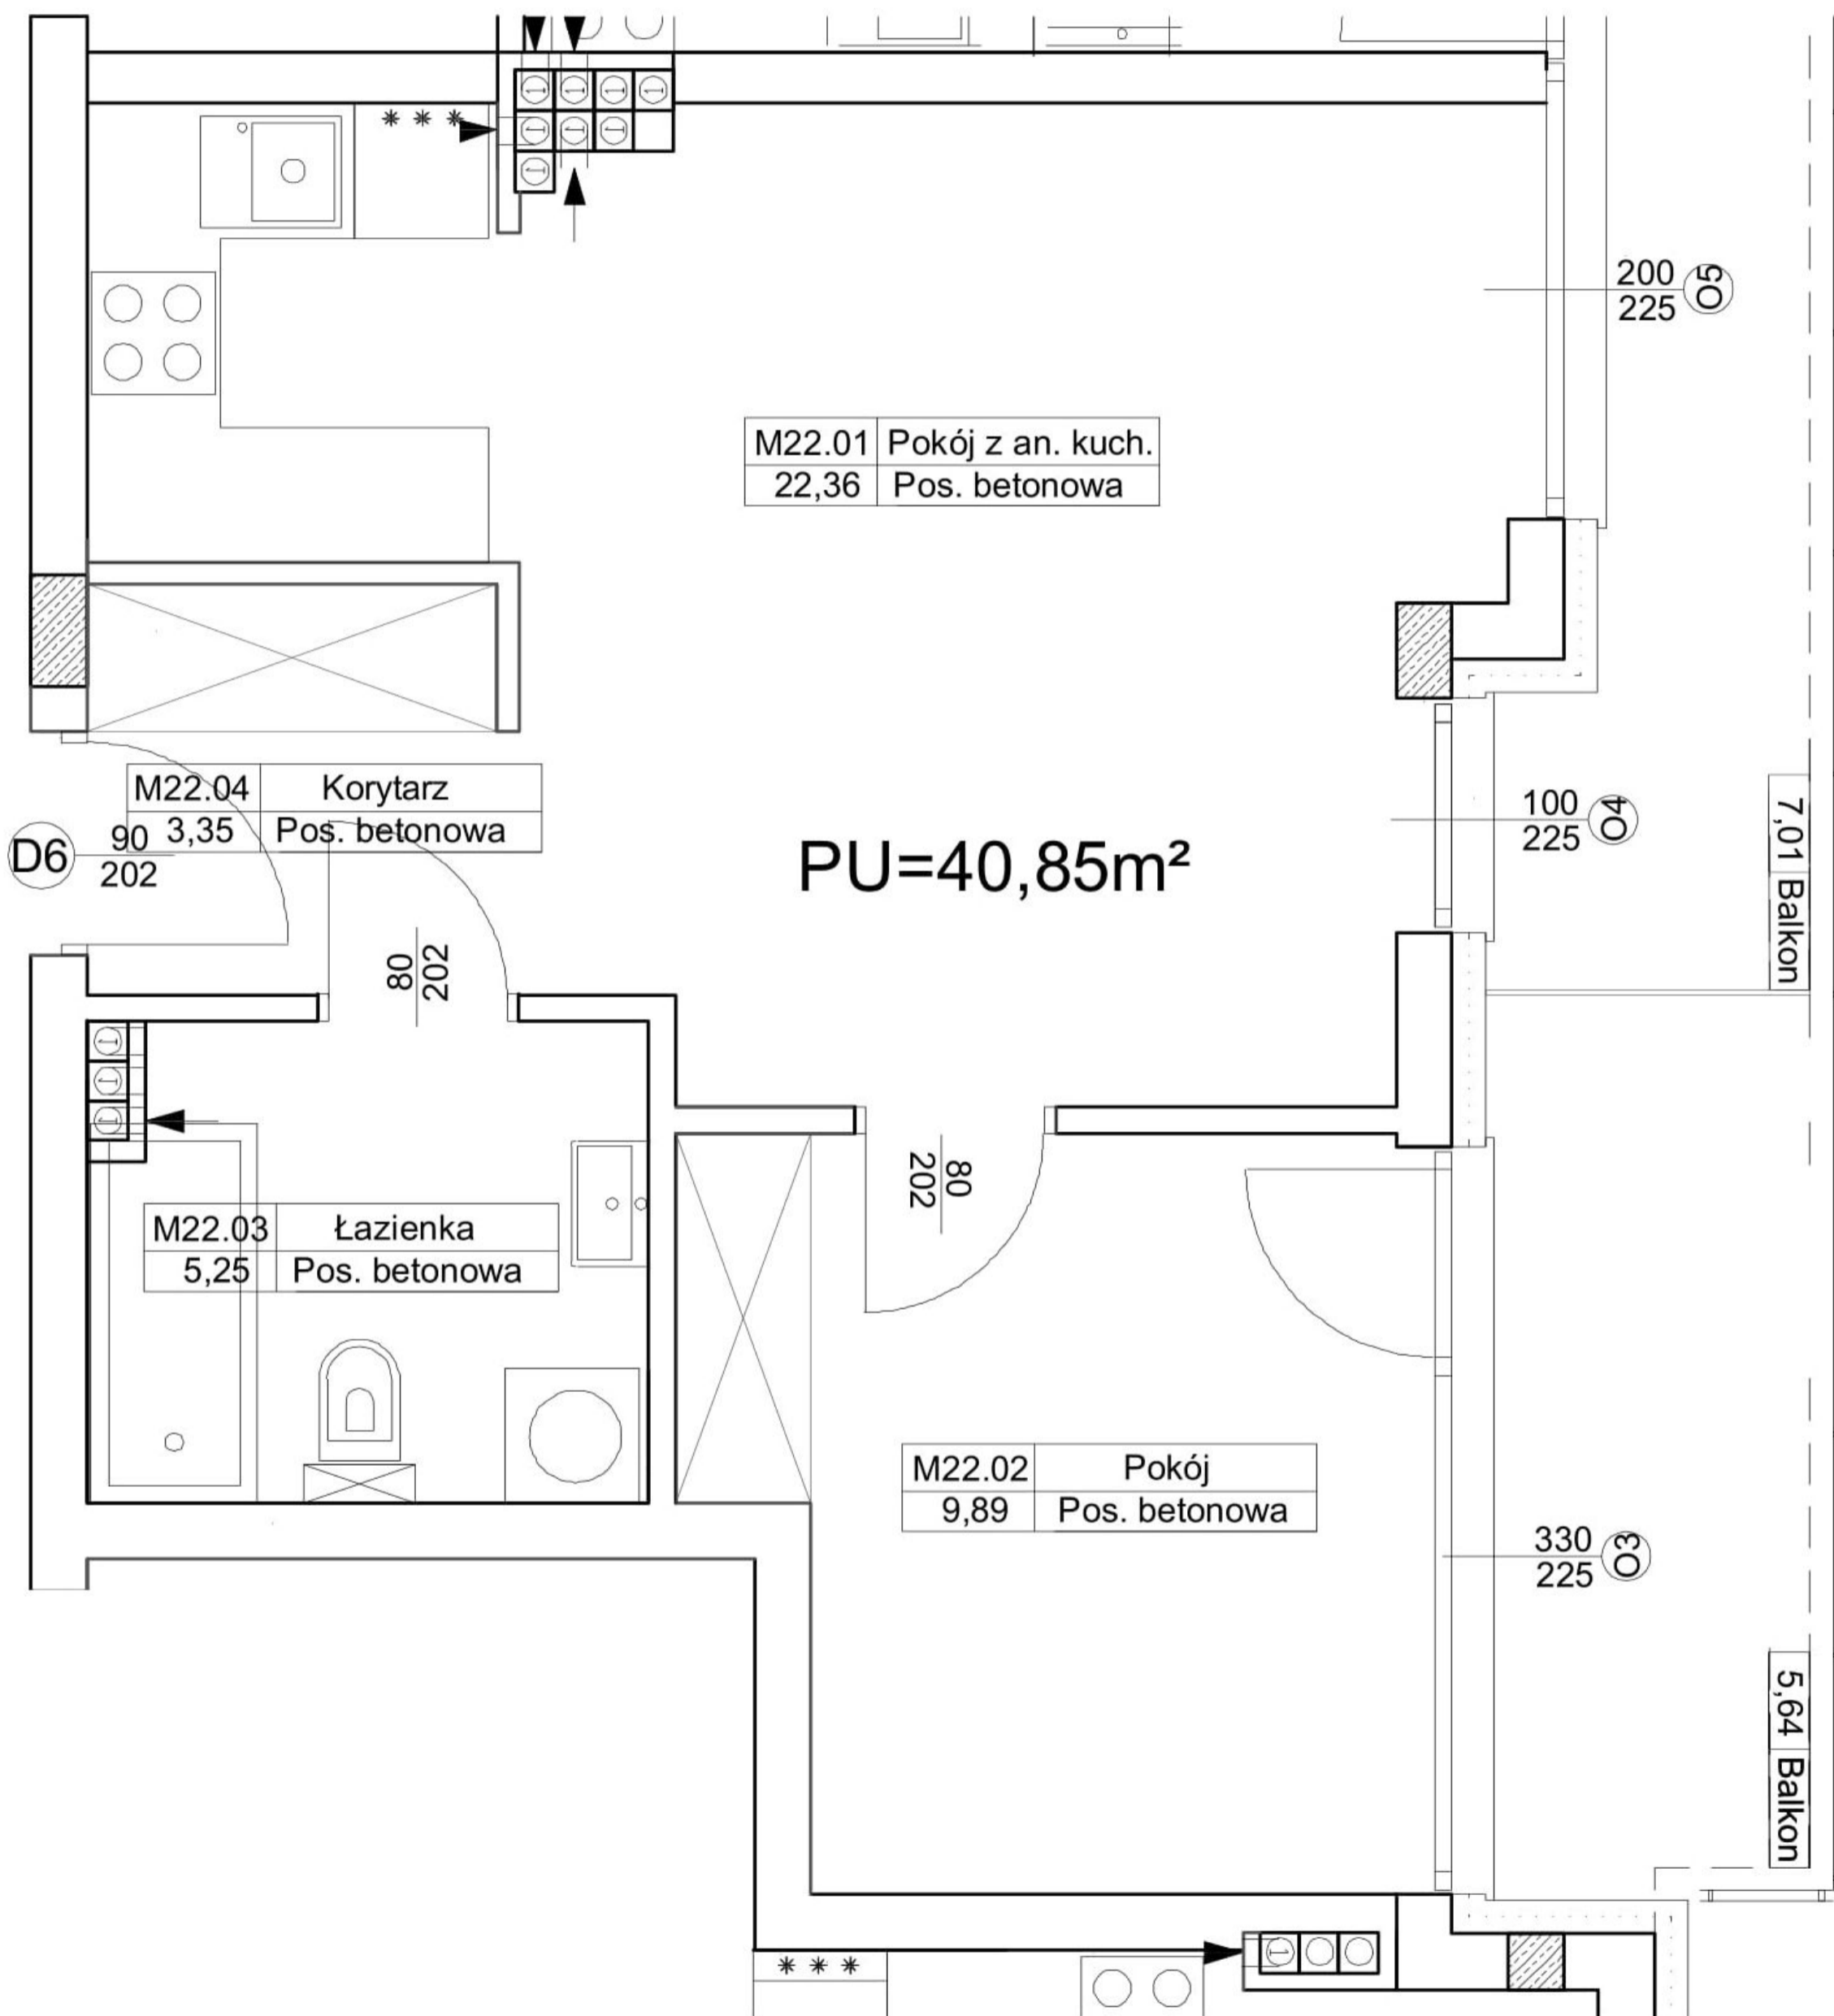 200
225
O5
M22.01 Pokój z an. kuch.
22,36 Pos. betonowa
M22.04 Korytarz
3,35 Pos. betonowa
D6
90
202
PU=40,85m²
100
225
O4
7,01 Balkon
80
202
80
202
M22.03 Łazienka
5,25 Pos. betonowa
M22.02 Pokój
9,89 Pos. betonowa
330
225
O3
5,64 Balkon